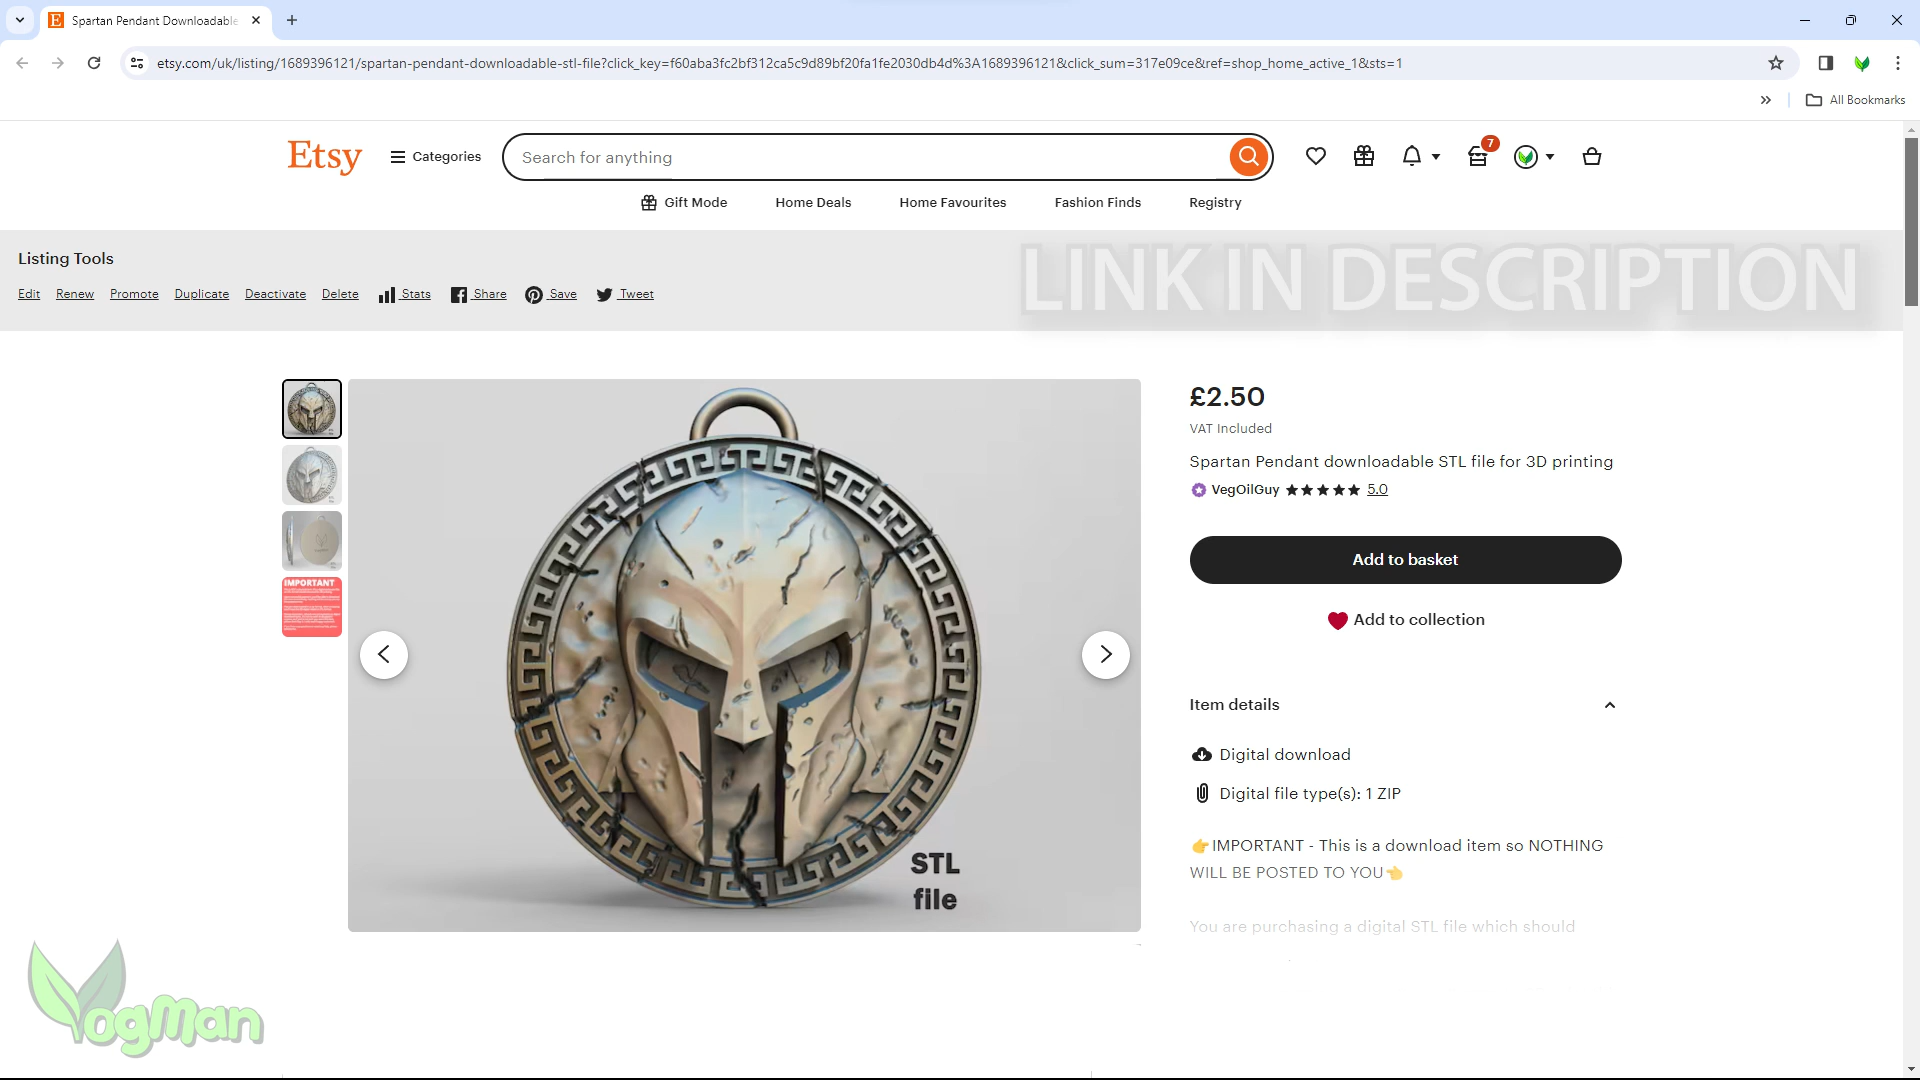 Spartan Pendant Downloadable
etsy.com/uk/listing/1689396121/spartan-pendant-downloadable-stl-file?click_key=f60aba3fc2bf312ca5c9d89bf20fa1fe2030db4d%3A1689396121&click_sum=317e09ce&ref=shop_home_active_1&sts=1
All Bookmarks
Etsy
Categories
Search for anything
7
Gift Mode
Home Deals
Home Favourites
Fashion Finds
Registry
Listing Tools
LINK IN DESCRIPTION
Edit
Renew
Promote
Duplicate
Deactivate
Delete
Stats
Share
Save
Tweet
IMPORTANT
STL
file
£2.50
VAT Included
Spartan Pendant downloadable STL file for 3D printing
VegOilGuy ★★★★★ 5.0
Add to basket
Add to collection
Item details
Digital download
Digital file type(s): 1 ZIP
👉IMPORTANT - This is a download item so NOTHING
WILL BE POSTED TO YOU👈
You are purchasing a digital STL file which should
VogMan